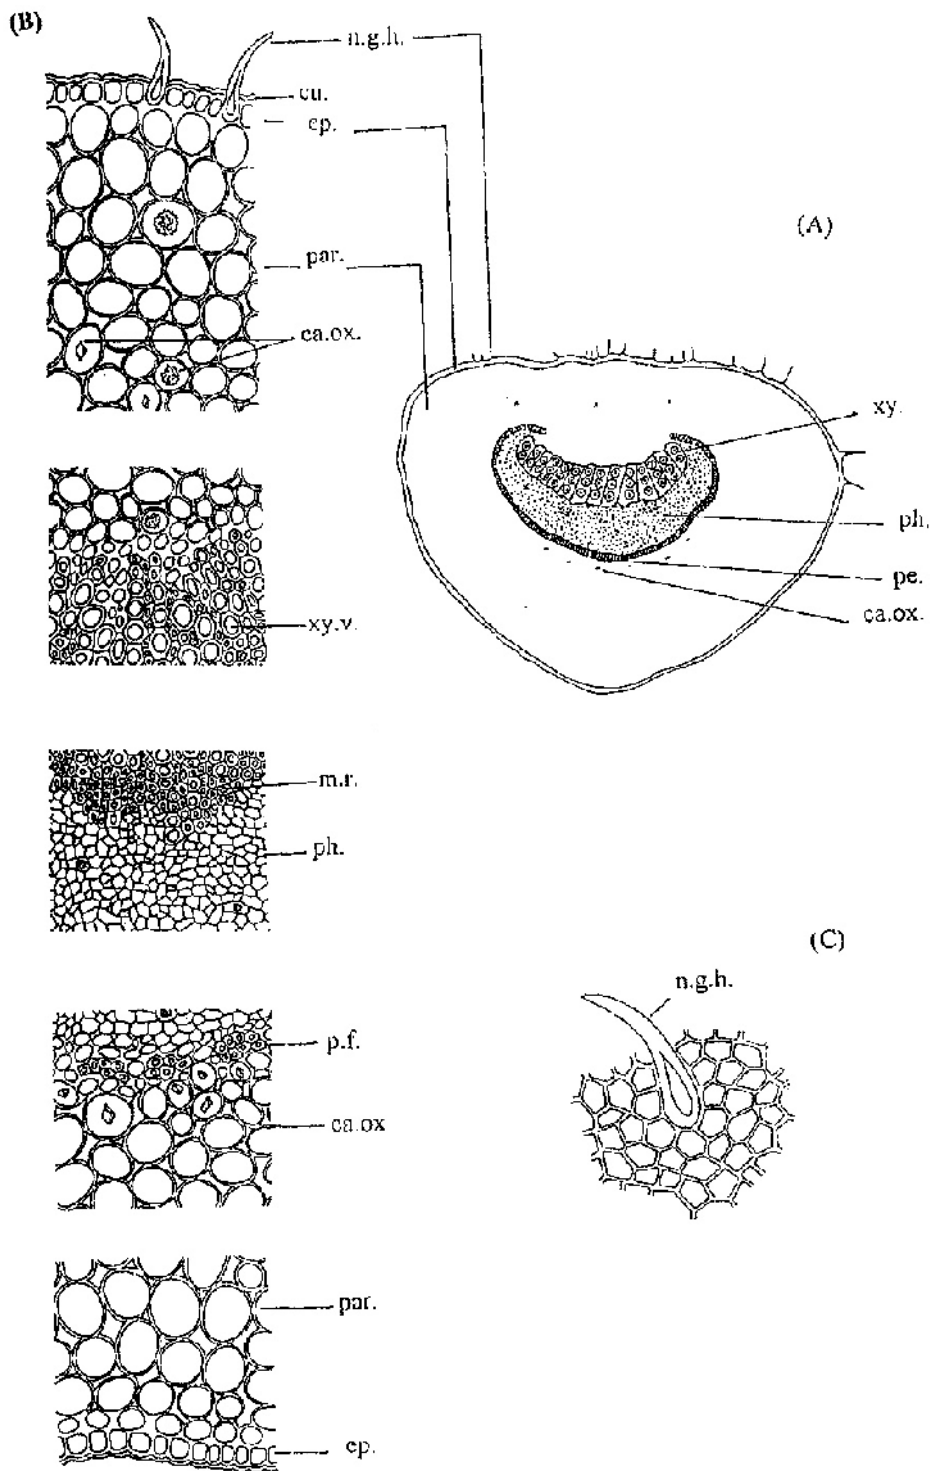 (B)
n.g.h.
cu.
ep.
(A)
par.
ca.ox.
xy.
ph.
pe.
ca.ox.
xy.v.
m.r.
ph.
(C)
n.g.h.
p.f.
ca.ox
par.
ep.